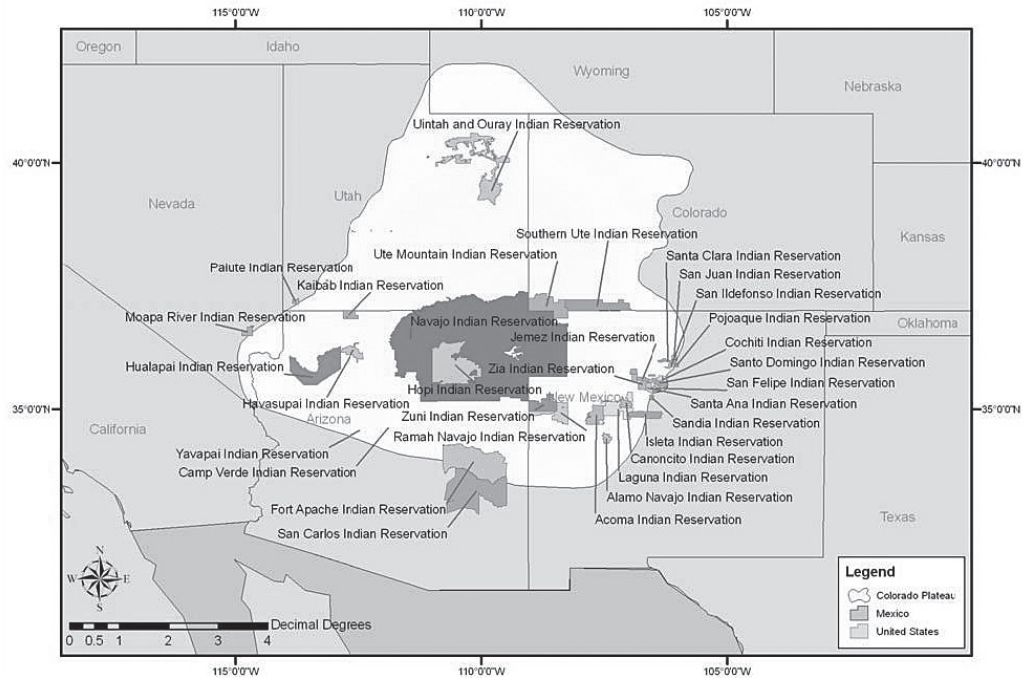 115°0'0"W 110°0'0"W 105°0'0"W
Oregon
Idaho
Wyoming
Nebraska
Uintah and Ouray Indian Reservation
40°0'0"N
40°0'0"N
Utah
Nevada
Colorado
Southern Ute Indian Reservation
Kansas
Ute Mountain Indian Reservation
Santa Clara Indian Reservation
Paiute Indian Reservation
San Juan Indian Reservation
Kaibab Indian Reservation
San Ildefonso Indian Reservation
Moapa River Indian Reservation
Navajo Indian Reservation
Pojoaque Indian Reservation
Oklahoma
Jemez Indian Reservation
Cochiti Indian Reservation
Hualapai Indian Reservation
Zia Indian Reservation
Santo Domingo Indian Reservation
San Felipe Indian Reservation
Hopi Indian Reservation
New Mexico
Havasupai Indian Reservation
Santa Ana Indian Reservation
35°0'0"N
35°0'0"N
Arizona
Zuni Indian Reservation
Sandia Indian Reservation
California
Ramah Navajo Indian Reservation
Isleta Indian Reservation
Yavapai Indian Reservation
Canoncito Indian Reservation
Camp Verde Indian Reservation
Laguna Indian Reservation
Alamo Navajo Indian Reservation
Fort Apache Indian Reservation
Acoma Indian Reservation
Texas
San Carlos Indian Reservation
N
W E
S
Legend
Colorado Plateau
Mexico
United States
Decimal Degrees
0 0.5 1 2 3 4
115°0'0"W 110°0'0"W 105°0'0"W